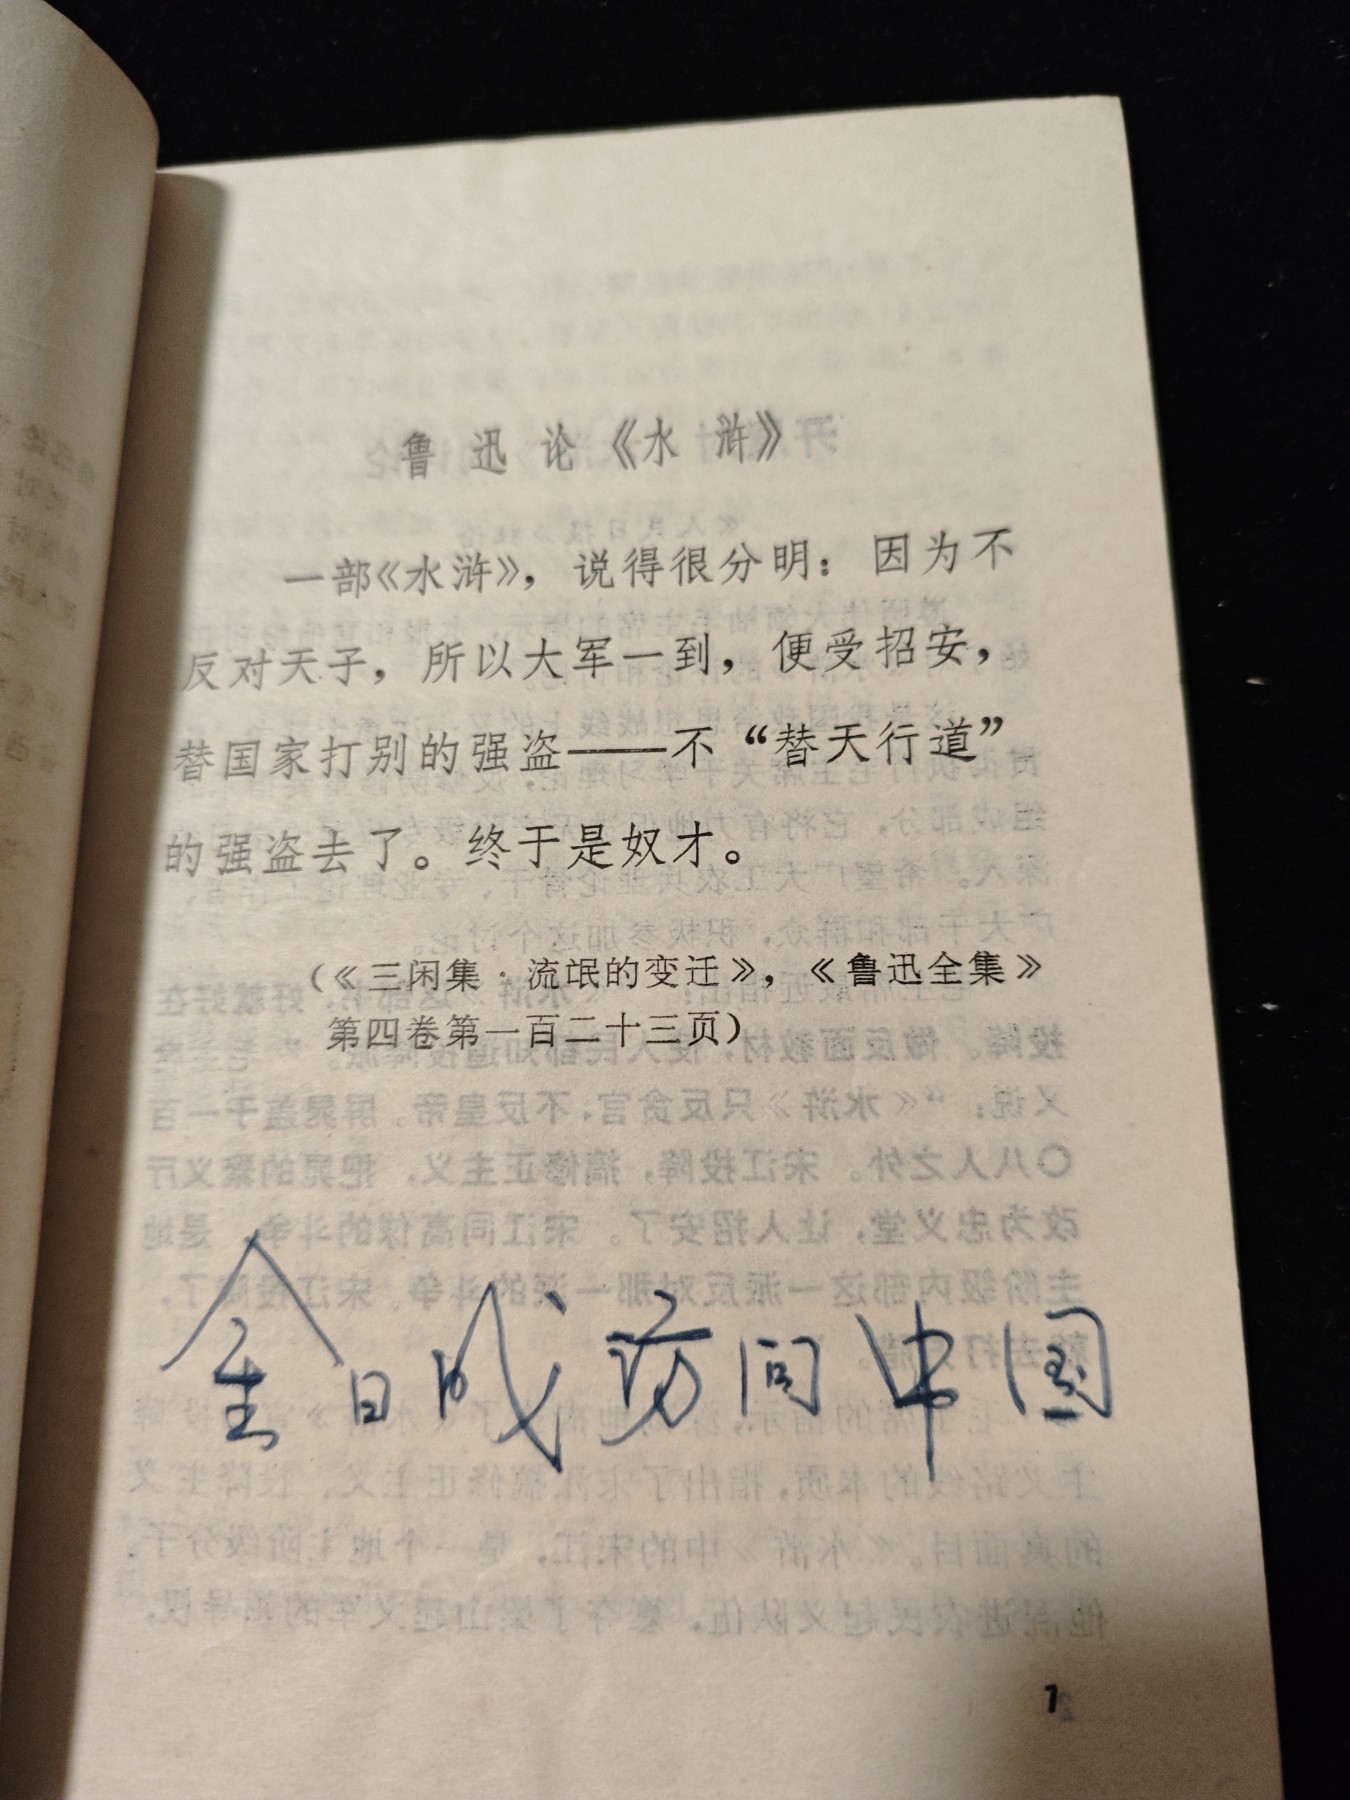 鲁迅论《水浒》
一部《水浒》，说得很分明：因为不
反对天子，所以大军一到，便受招安，
替国家打别的强盗——不“替天行道”
的强盗去了。终于是奴才。
（《三闲集·流氓的变迁》，《鲁迅全集》
第四卷第一百二十三页）
金日成访问中国
1